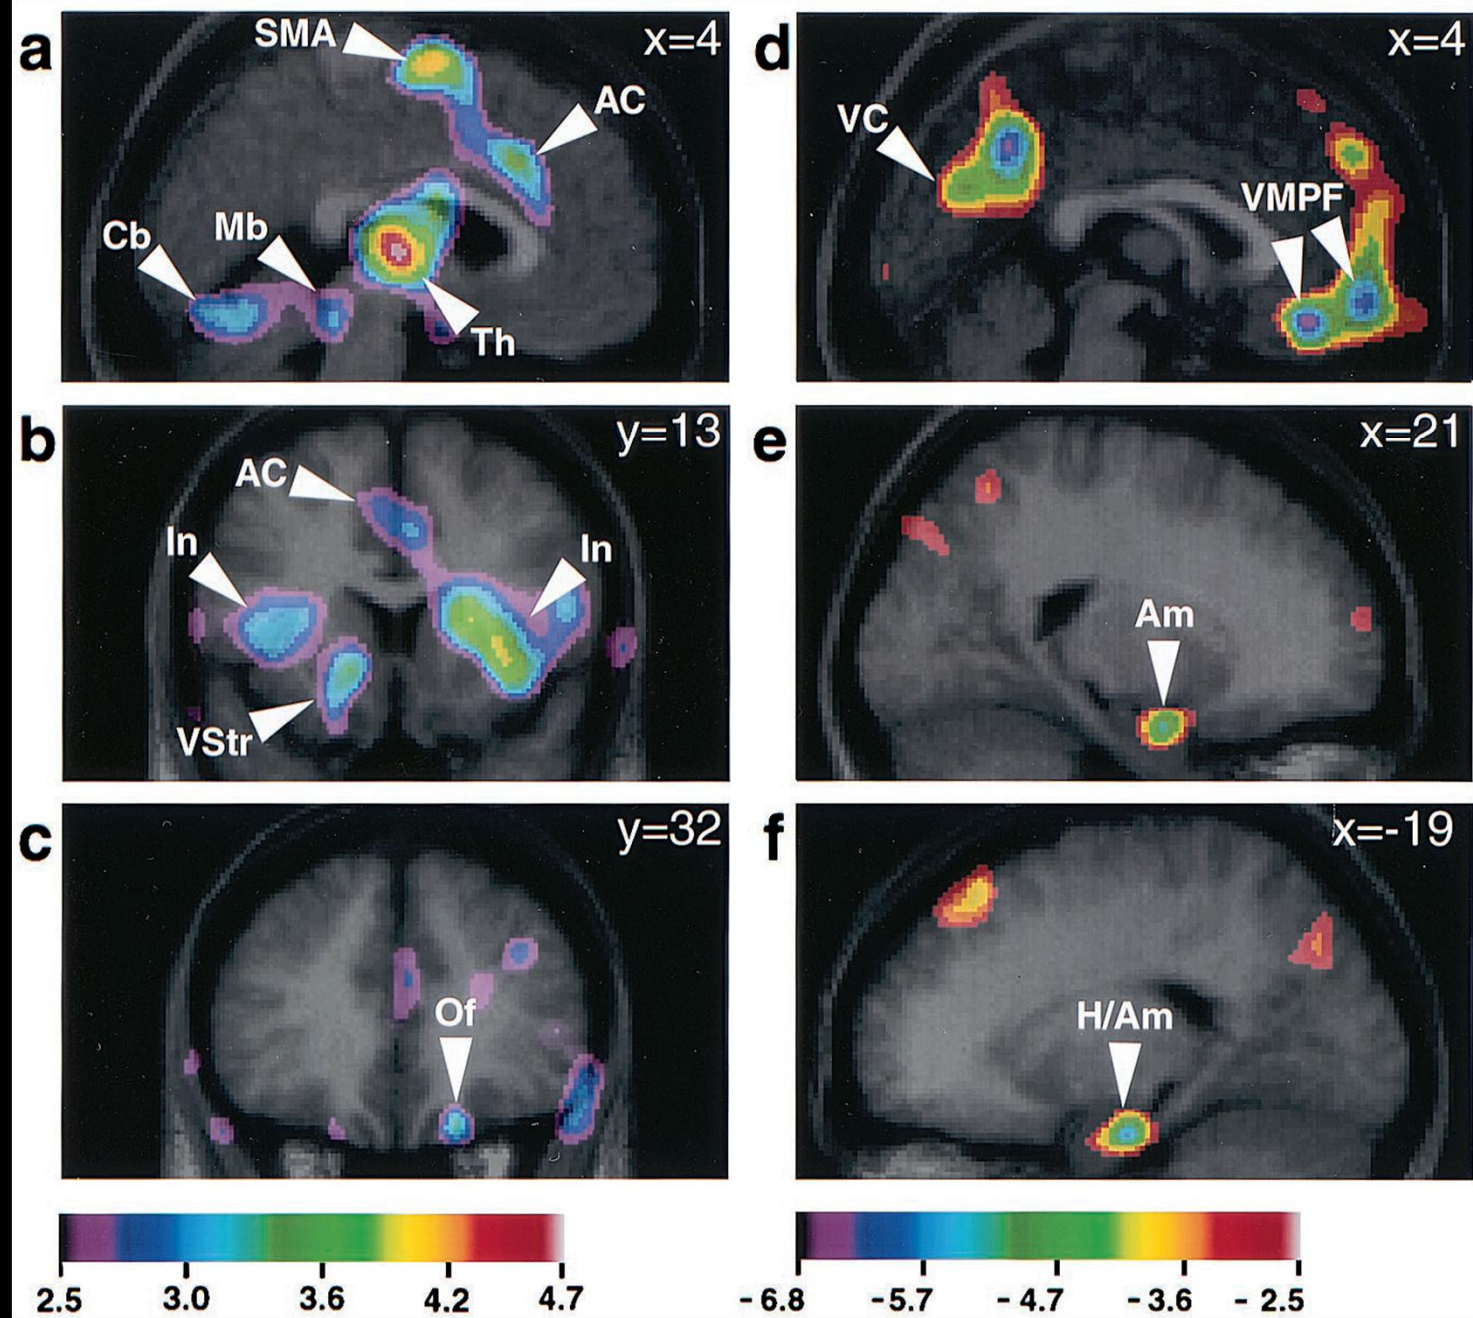 a
SMA
x=4
AC
Cb
Mb
Th
b
y=13
AC
In
In
VStr
c
y=32
Of
2.5 3.0 3.6 4.2 4.7
d
x=4
VC
VMPF
e
x=21
Am
f
x=-19
H/Am
-6.8 -5.7 -4.7 -3.6 -2.5